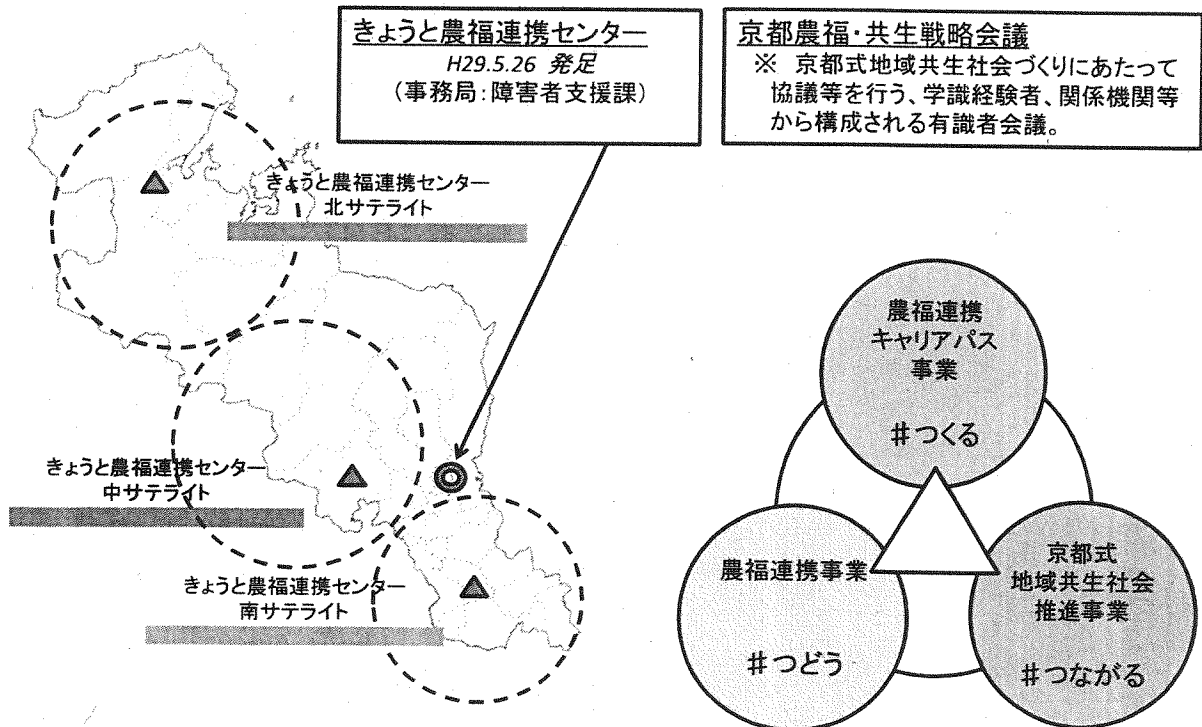 きょうと農福連携センター
H29.5.26 発足
（事務局：障害者支援課）
京都農福・共生戦略会議
※ 京都式地域共生社会づくりにあたって
協議等を行う、学識経験者、関係機関等
から構成される有識者会議。
きょうと農福連携センター
北サテライト
きょうと農福連携センター
中サテライト
きょうと農福連携センター
南サテライト
農福連携
キャリアパス
事業
＃つくる
農福連携事業
＃つどう
京都式
地域共生社会
推進事業
＃つながる